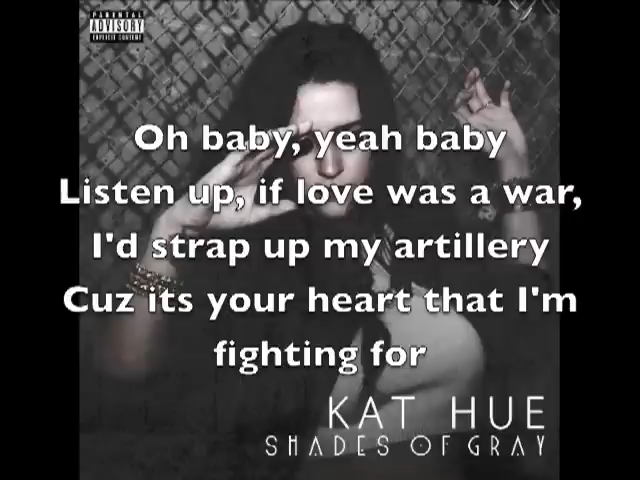 PARENTAL
ADVISORY
EXPLICIT CONTENT
Oh baby, yeah baby
Listen up, if love was a war,
I'd strap up my artillery
Cuz its your heart that I'm
fighting for
KAT HUE
SHADES OF GRAY